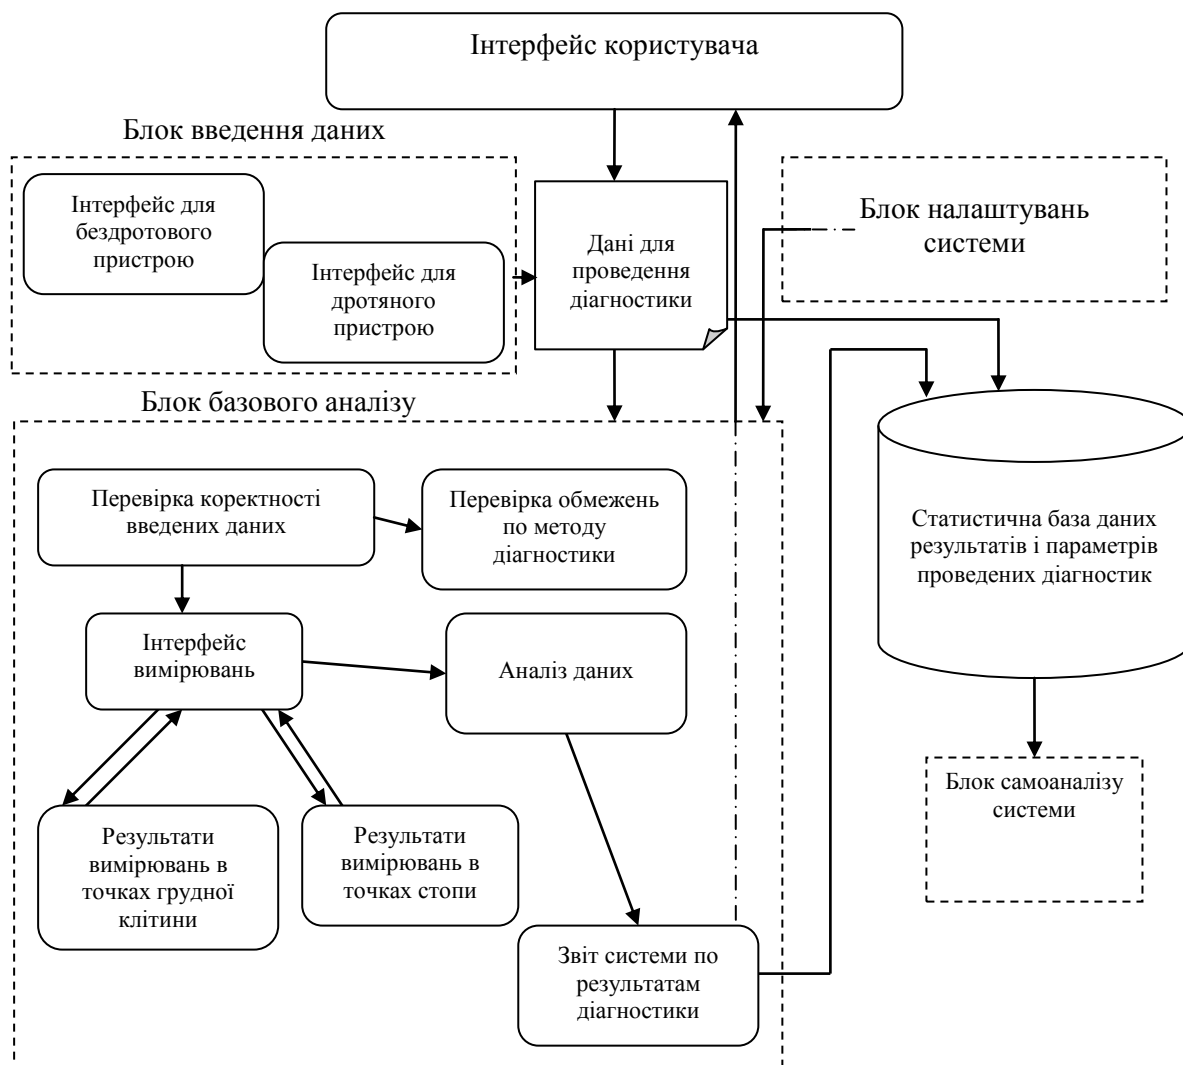 Інтерфейс користувача
Блок введення даних
Інтерфейс для
бездротового
пристрою
Інтерфейс для
дротяного
пристрою
Дані для
проведення
діагностики
Блок налаштувань
системи
Блок базового аналізу
Перевірка коректності
введених даних
Перевірка обмежень
по методу
діагностики
Статистична база даних
результатів і параметрів
проведених діагностик
Інтерфейс
вимірювань
Аналіз даних
Блок самоаналізу
системи
Результати
вимірювань в
точках грудної
клітини
Результати
вимірювань в
точках стопи
Звіт системи по
результатам
діагностики